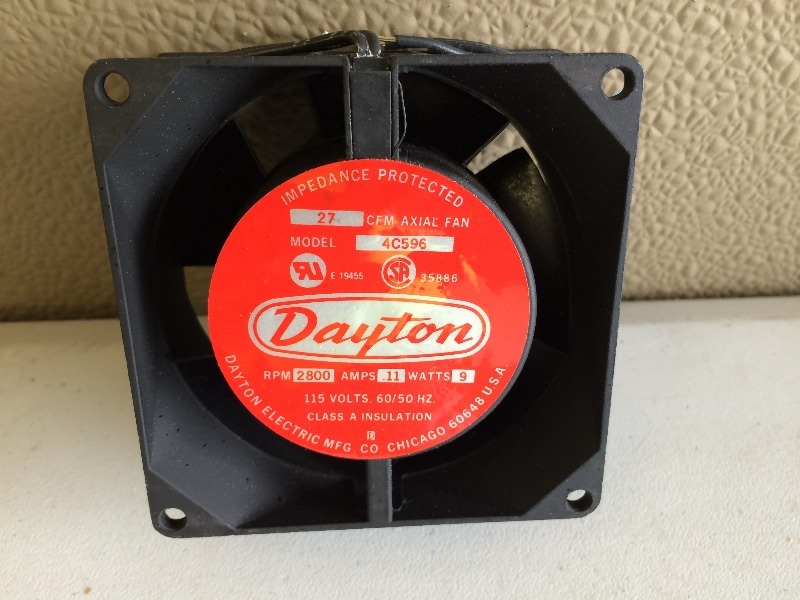 IMPEDANCE PROTECTED
27 CFM AXIAL FAN
MODEL 4C596
E 19455 35886
Dayton
RPM 2800 AMPS .11 WATTS 9
115 VOLTS. 60/50 HZ.
CLASS A INSULATION
DAYTON ELECTRIC MFG. CO. CHICAGO 60648 U.S.A.